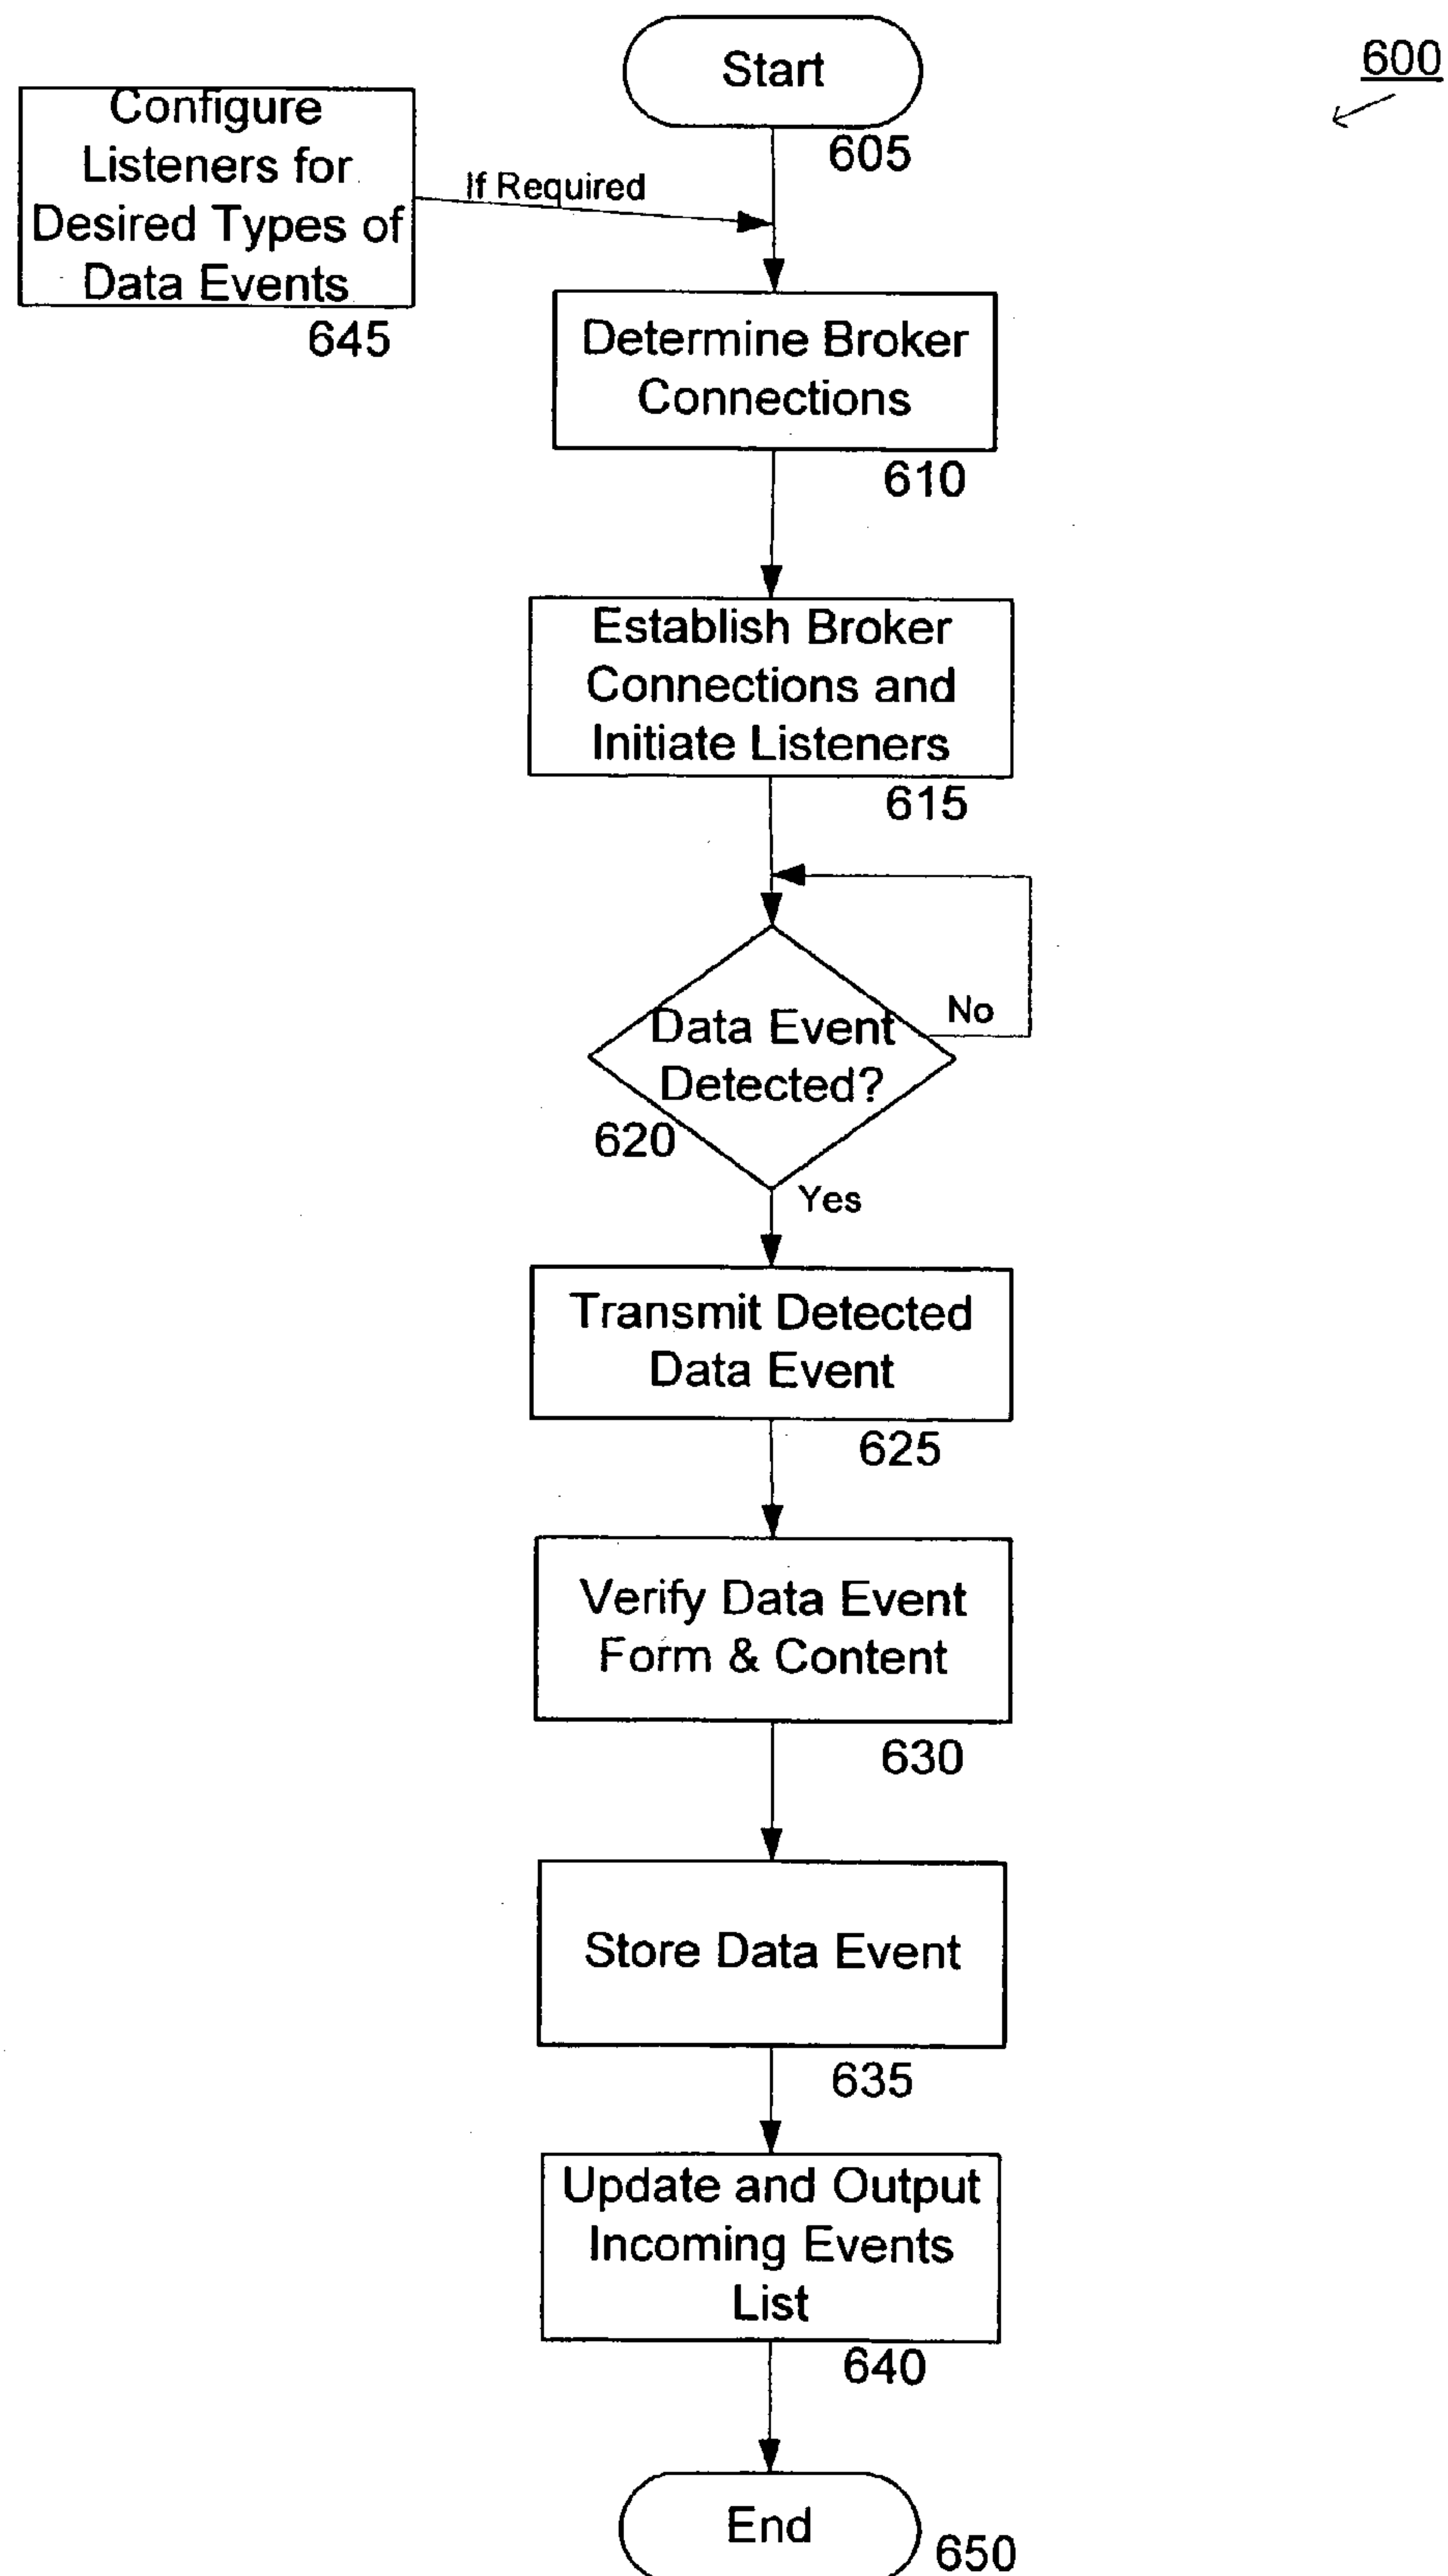 Start
600
605
Configure
Listeners for
Desired Types of
Data Events
645
If Required
Determine Broker
Connections
610
Establish Broker
Connections and
Initiate Listeners
615
Data Event
Detected?
No
620
Yes
Transmit Detected
Data Event
625
Verify Data Event
Form & Content
630
Store Data Event
635
Update and Output
Incoming Events
List
640
End
650